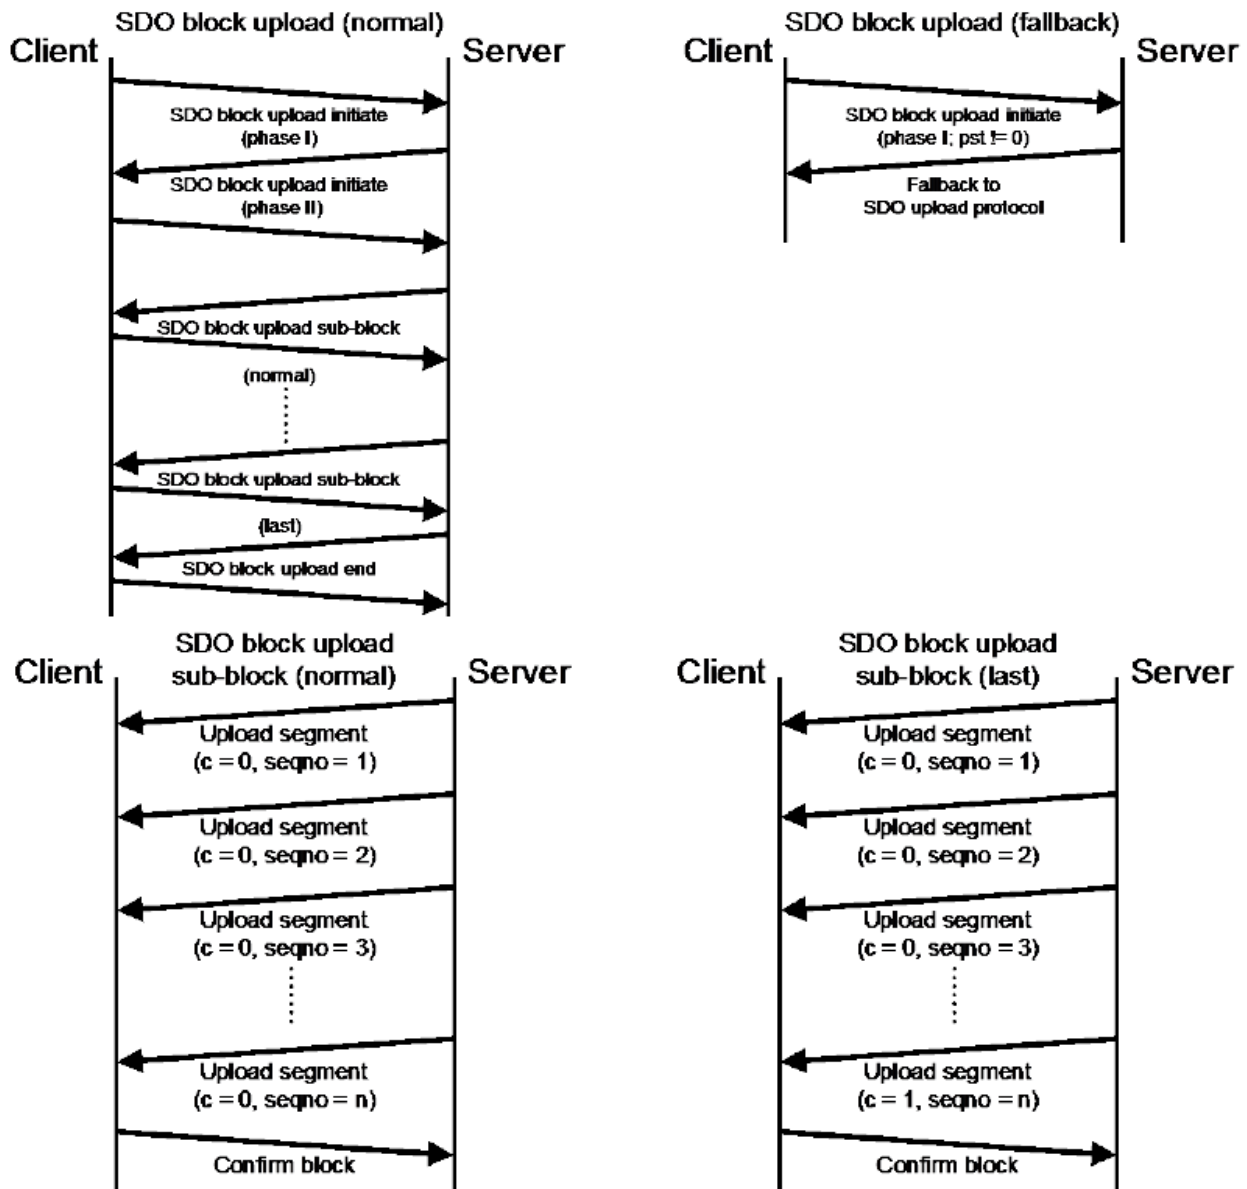 SDO block upload (normal)
Client
Server
SDO block upload initiate
(phase I)
SDO block upload initiate
(phase II)
SDO block upload sub-block
(normal)
SDO block upload sub-block
(last)
SDO block upload end
SDO block upload (fallback)
Client
Server
SDO block upload initiate
(phase I; pst != 0)
Fallback to
SDO upload protocol
SDO block upload
sub-block (normal)
Client
Server
Upload segment
(c = 0, seqno = 1)
Upload segment
(c = 0, seqno = 2)
Upload segment
(c = 0, seqno = 3)
Upload segment
(c = 0, seqno = n)
Confirm block
SDO block upload
sub-block (last)
Client
Server
Upload segment
(c = 0, seqno = 1)
Upload segment
(c = 0, seqno = 2)
Upload segment
(c = 0, seqno = 3)
Upload segment
(c = 1, seqno = n)
Confirm block